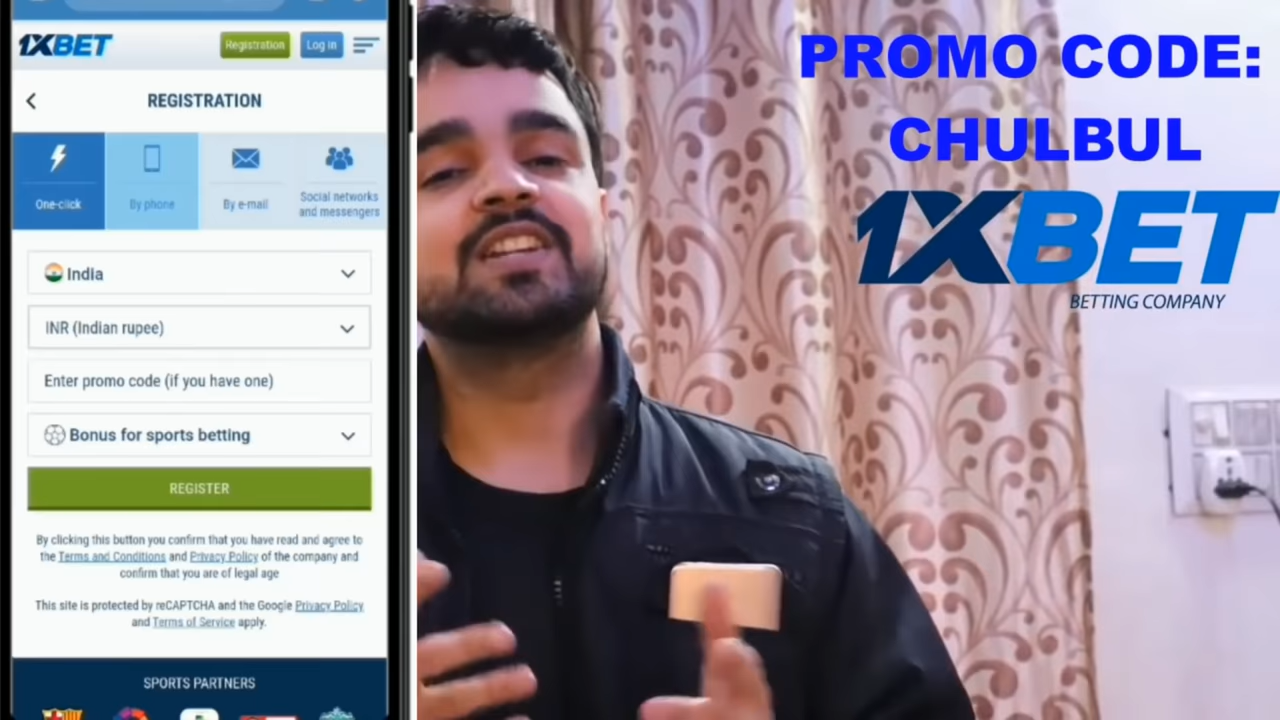 1XBET
Registration
Log in
REGISTRATION
One-click
By phone
By e-mail
Social networks
and messengers
India
INR (Indian rupee)
Enter promo code (if you have one)
Bonus for sports betting
REGISTER
By clicking this button you confirm that you have read and agree to
the Terms and Conditions and Privacy Policy of the company and
confirm that you are of legal age
This site is protected by reCAPTCHA and the Google Privacy Policy
and Terms of Service apply.
SPORTS PARTNERS
PROMO CODE:
CHULBUL
1XBET
BETTING COMPANY